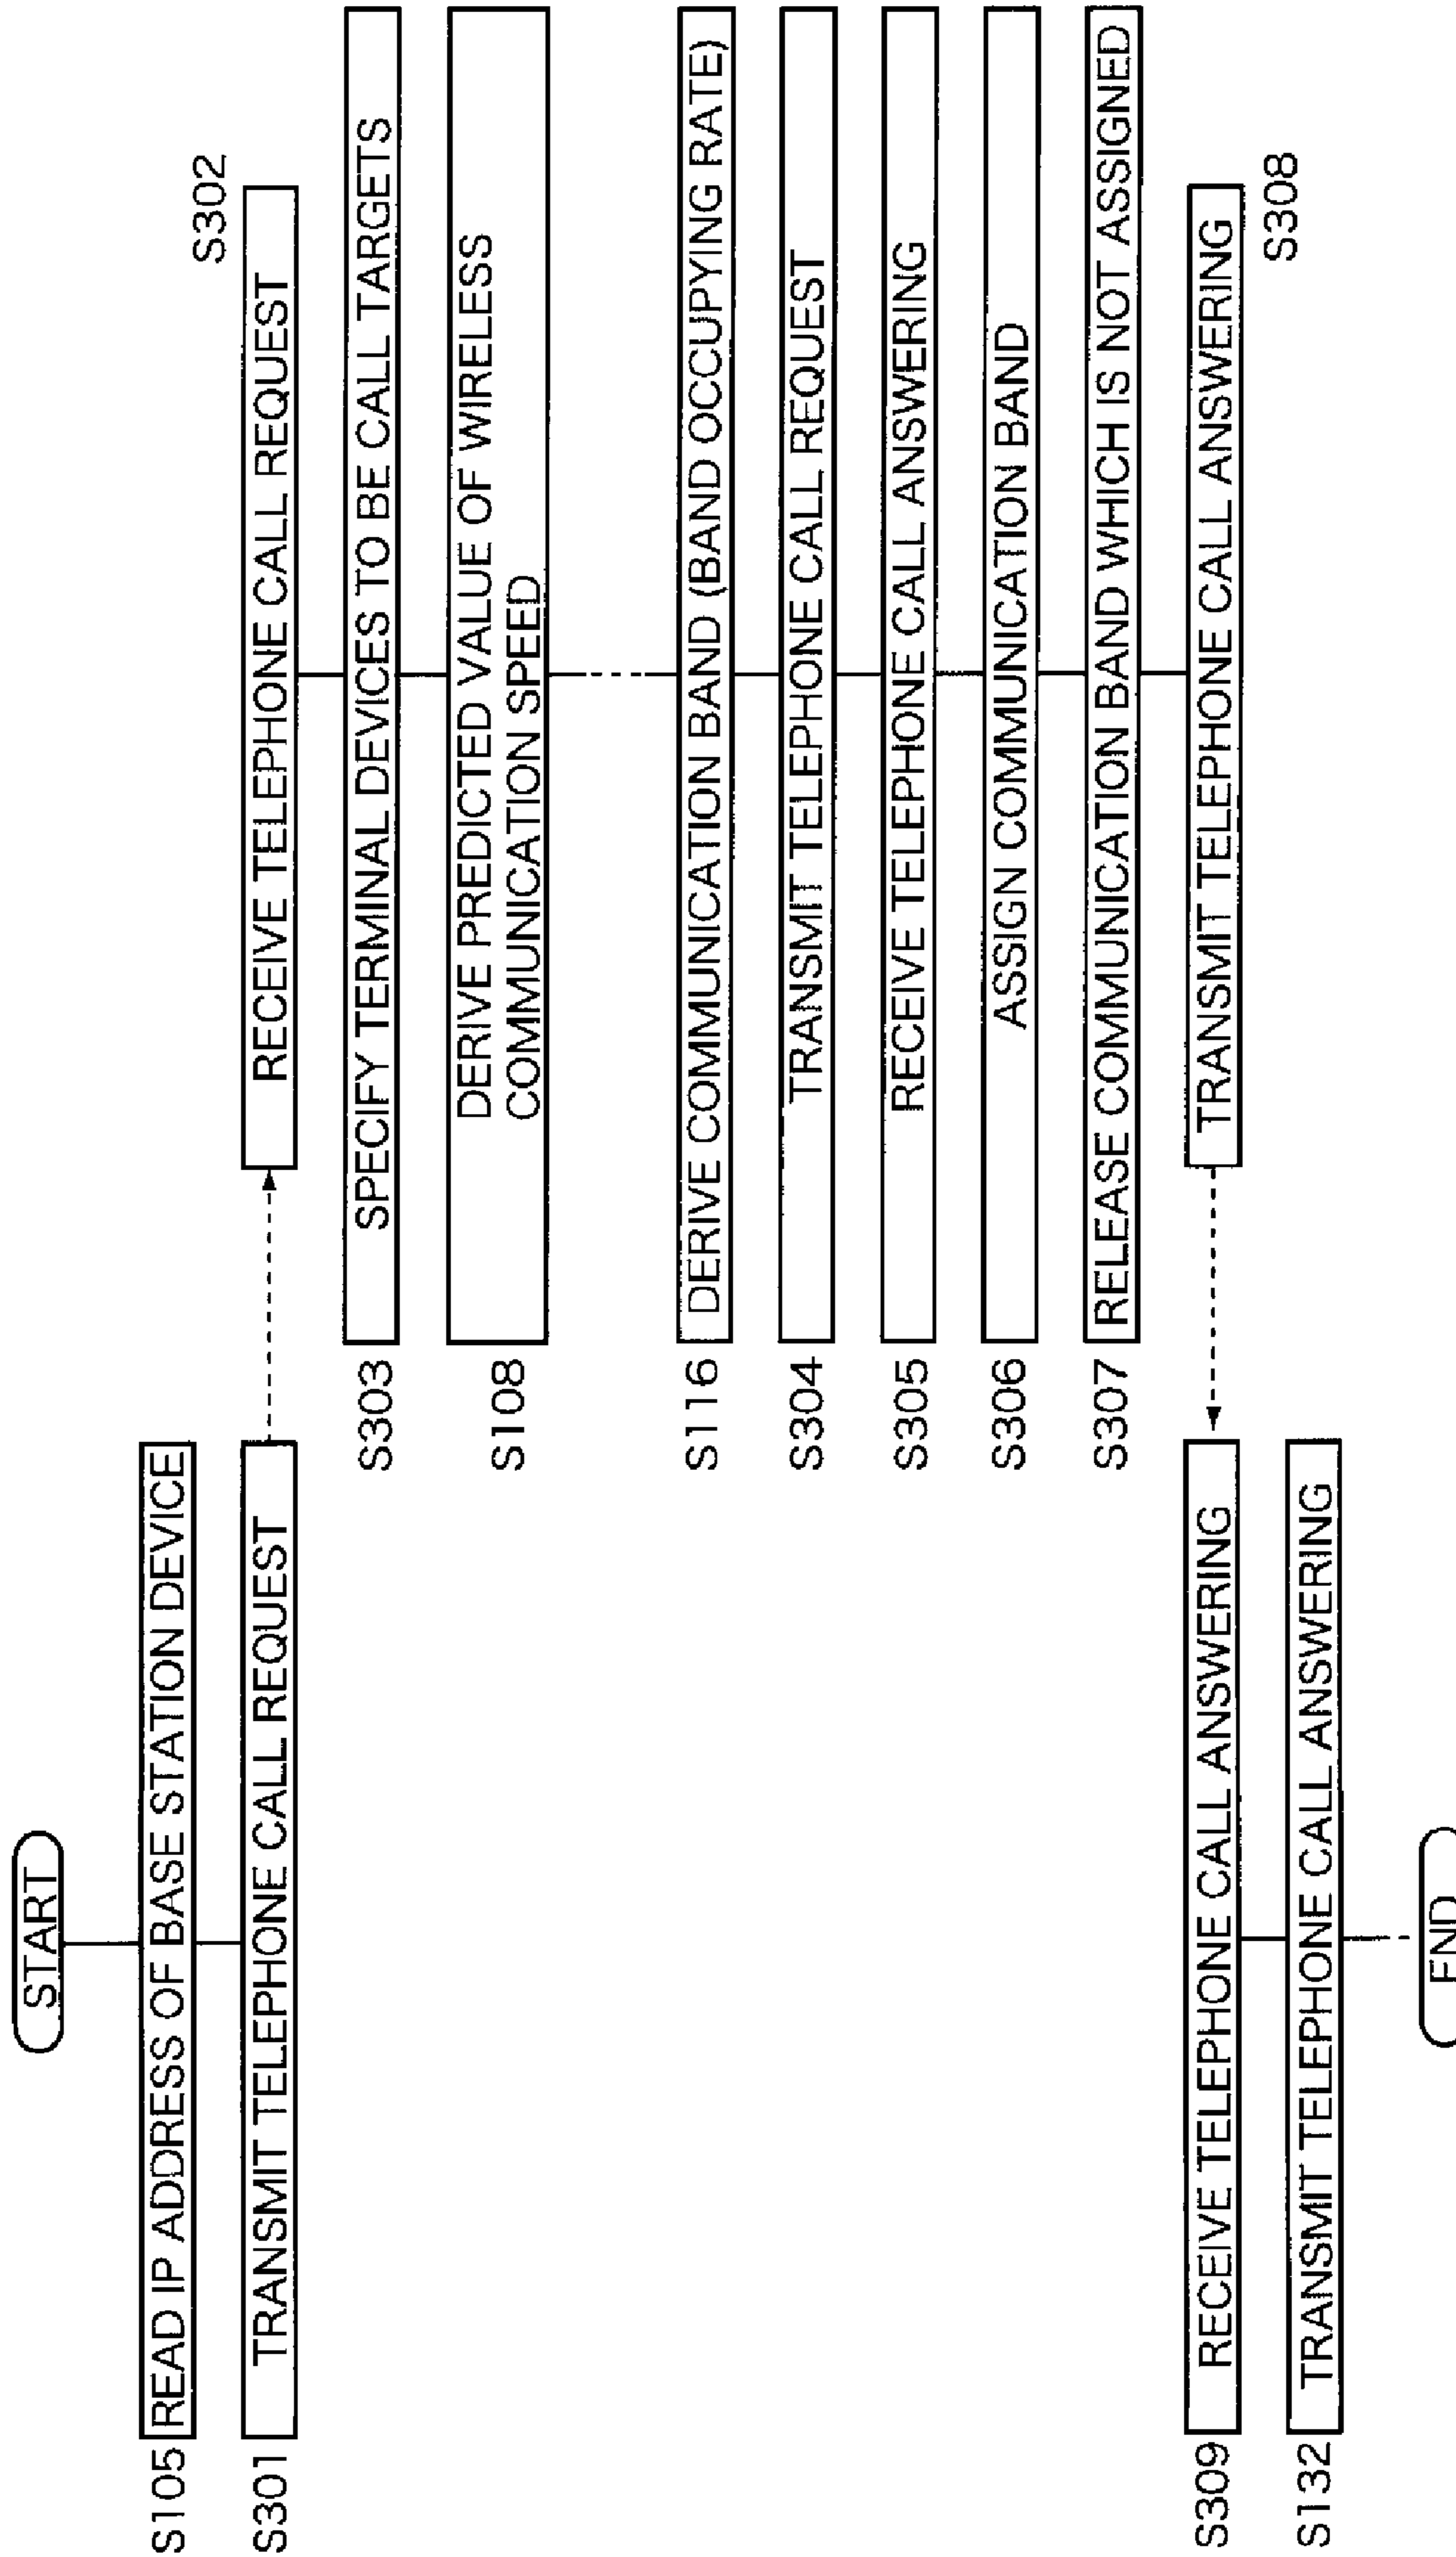 START
S105 READ IP ADDRESS OF BASE STATION DEVICE
S301 TRANSMIT TELEPHONE CALL REQUEST
S302
RECEIVE TELEPHONE CALL REQUEST
S303 SPECIFY TERMINAL DEVICES TO BE CALL TARGETS
S108 DERIVE PREDICTED VALUE OF WIRELESS
COMMUNICATION SPEED
S116 DERIVE COMMUNICATION BAND (BAND OCCUPYING RATE)
S304 TRANSMIT TELEPHONE CALL REQUEST
S305 RECEIVE TELEPHONE CALL ANSWERING
S306 ASSIGN COMMUNICATION BAND
S307 RELEASE COMMUNICATION BAND WHICH IS NOT ASSIGNED
TRANSMIT TELEPHONE CALL ANSWERING
S308
S309 RECEIVE TELEPHONE CALL ANSWERING
S132 TRANSMIT TELEPHONE CALL ANSWERING
END